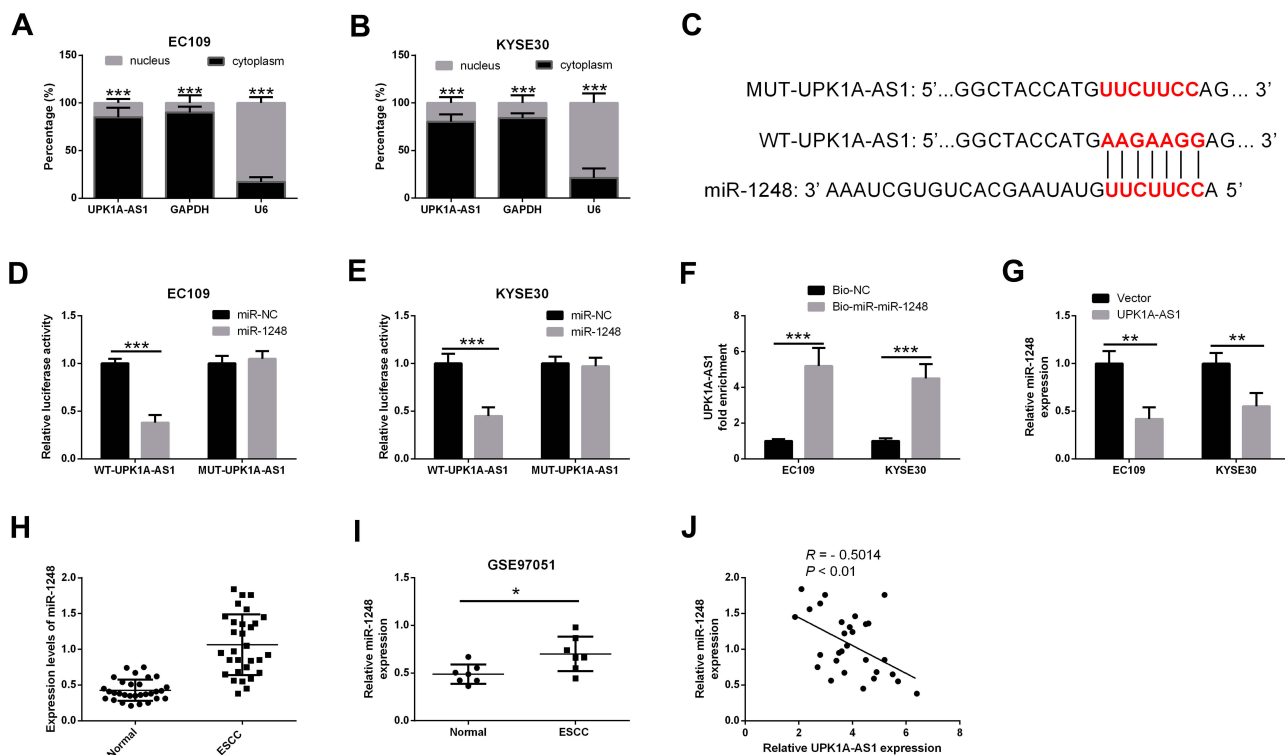 A
EC109
nucleus
cytoplasm
Percentage (%)
150
100
50
0
***
***
***
UPK1A-AS1
GAPDH
U6
B
KYSE30
nucleus
cytoplasm
Percentage (%)
150
100
50
0
***
***
***
UPK1A-AS1
GAPDH
U6
C
MUT-UPK1A-AS1: 5’...GGCTACCATGUUCUUCCAG... 3’
WT-UPK1A-AS1: 5’...GGCTACCATGAAGAAGGAG... 3’
miR-1248: 3’ AAAUCGUGUCACGAAUAUGUUCUUCCA 5’
D
EC109
miR-NC
miR-1248
Relative luciferase activity
1.5
1.0
0.5
0.0
***
WT-UPK1A-AS1
MUT-UPK1A-AS1
E
KYSE30
miR-NC
miR-1248
Relative luciferase activity
1.5
1.0
0.5
0.0
***
WT-UPK1A-AS1
MUT-UPK1A-AS1
F
Bio-NC
Bio-miR-miR-1248
UPK1A-AS1
fold enrichment
8
6
4
2
0
***
***
EC109
KYSE30
G
Vector
UPK1A-AS1
Relative miR-1248
expression
1.5
1.0
0.5
0.0
**
**
EC109
KYSE30
H
Expression levels of miR-1248
2.0
1.5
1.0
0.5
0.0
Normal
ESCC
I
GSE97051
Relative miR-1248
expression
1.5
1.0
0.5
0.0
*
Normal
ESCC
J
R = - 0.5014
P < 0.01
Relative miR-1248
expression
2.0
1.5
1.0
0.5
0.0
0
2
4
6
8
Relative UPK1A-AS1 expression